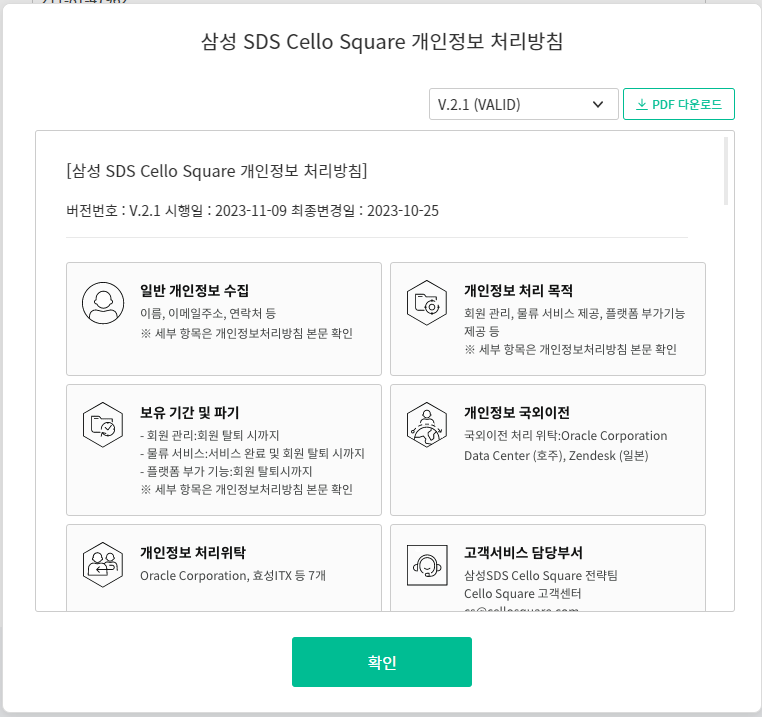 삼성 SDS Cello Square 개인정보 처리방침
V.2.1 (VALID)
PDF 다운로드
[삼성 SDS Cello Square 개인정보 처리방침]
버전번호 : V.2.1 시행일 : 2023-11-09 최종변경일 : 2023-10-25
일반 개인정보 수집
이름, 이메일주소, 연락처 등
※ 세부 항목은 개인정보처리방침 본문 확인
개인정보 처리 목적
회원 관리, 물류 서비스 제공, 플랫폼 부가기능
제공 등
※ 세부 항목은 개인정보처리방침 본문 확인
보유 기간 및 파기
- 회원 관리:회원 탈퇴 시까지
- 물류 서비스:서비스 완료 및 회원 탈퇴 시까지
- 플랫폼 부가 기능:회원 탈퇴시까지
※ 세부 항목은 개인정보처리방침 본문 확인
개인정보 국외이전
국외이전 처리 위탁:Oracle Corporation
Data Center (호주), Zendesk (일본)
개인정보 처리위탁
Oracle Corporation, 효성ITX 등 7개
고객서비스 담당부서
삼성SDS Cello Square 전략팀
Cello Square 고객센터
cs@cellosquare.com
확인